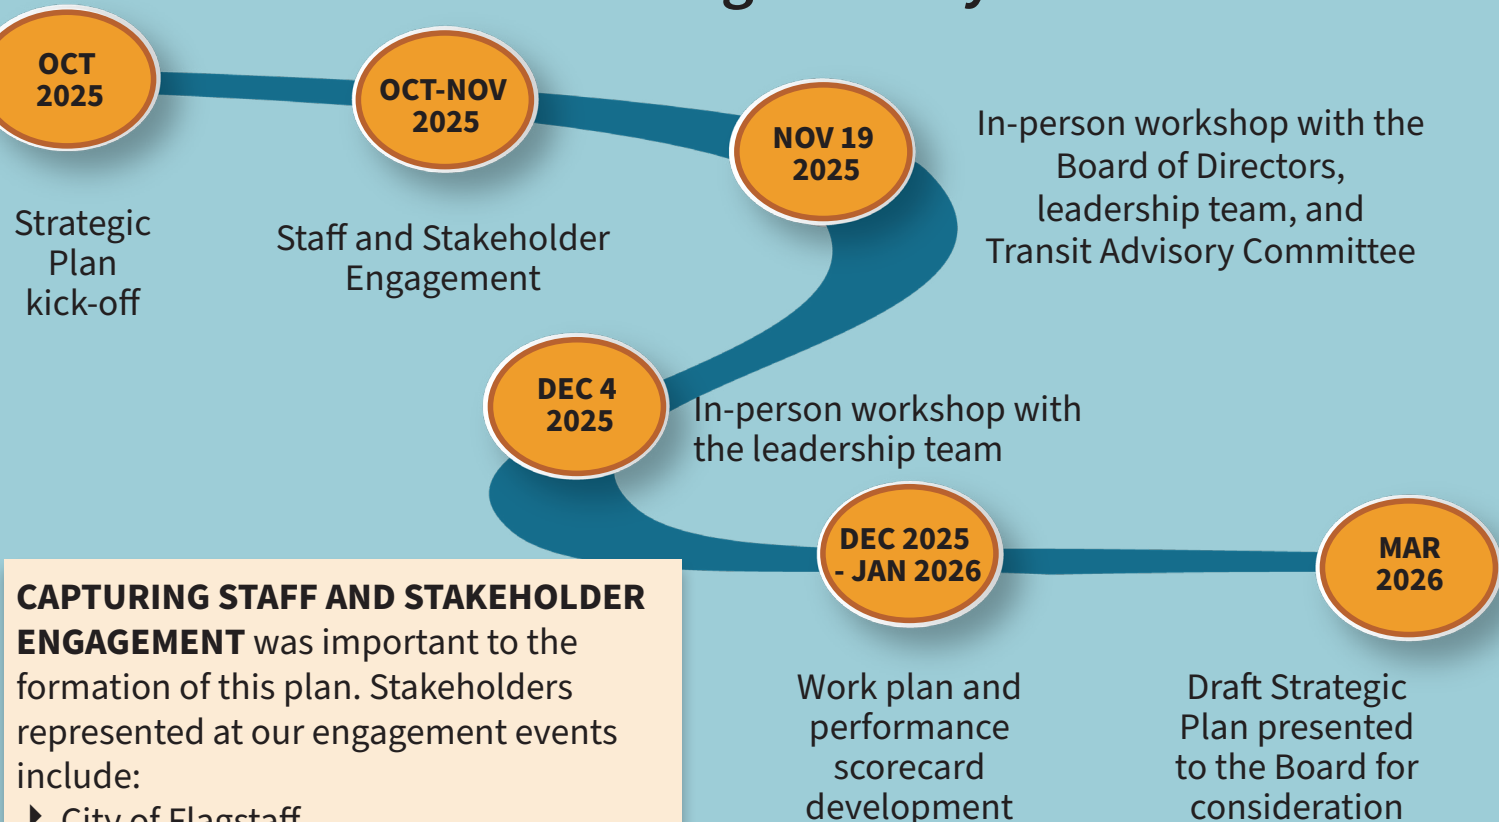 OCT
2025
Strategic
Plan
kick-off
OCT-NOV
2025
Staff and Stakeholder
Engagement
NOV 19
2025
In-person workshop with the
Board of Directors,
leadership team, and
Transit Advisory Committee
DEC 4
2025
In-person workshop with
the leadership team
DEC 2025
- JAN 2026
Work plan and
performance
scorecard
development
MAR
2026
Draft Strategic
Plan presented
to the Board for
consideration
CAPTURING STAFF AND STAKEHOLDER
ENGAGEMENT was important to the
formation of this plan. Stakeholders
represented at our engagement events
include:
City of Flagstaff